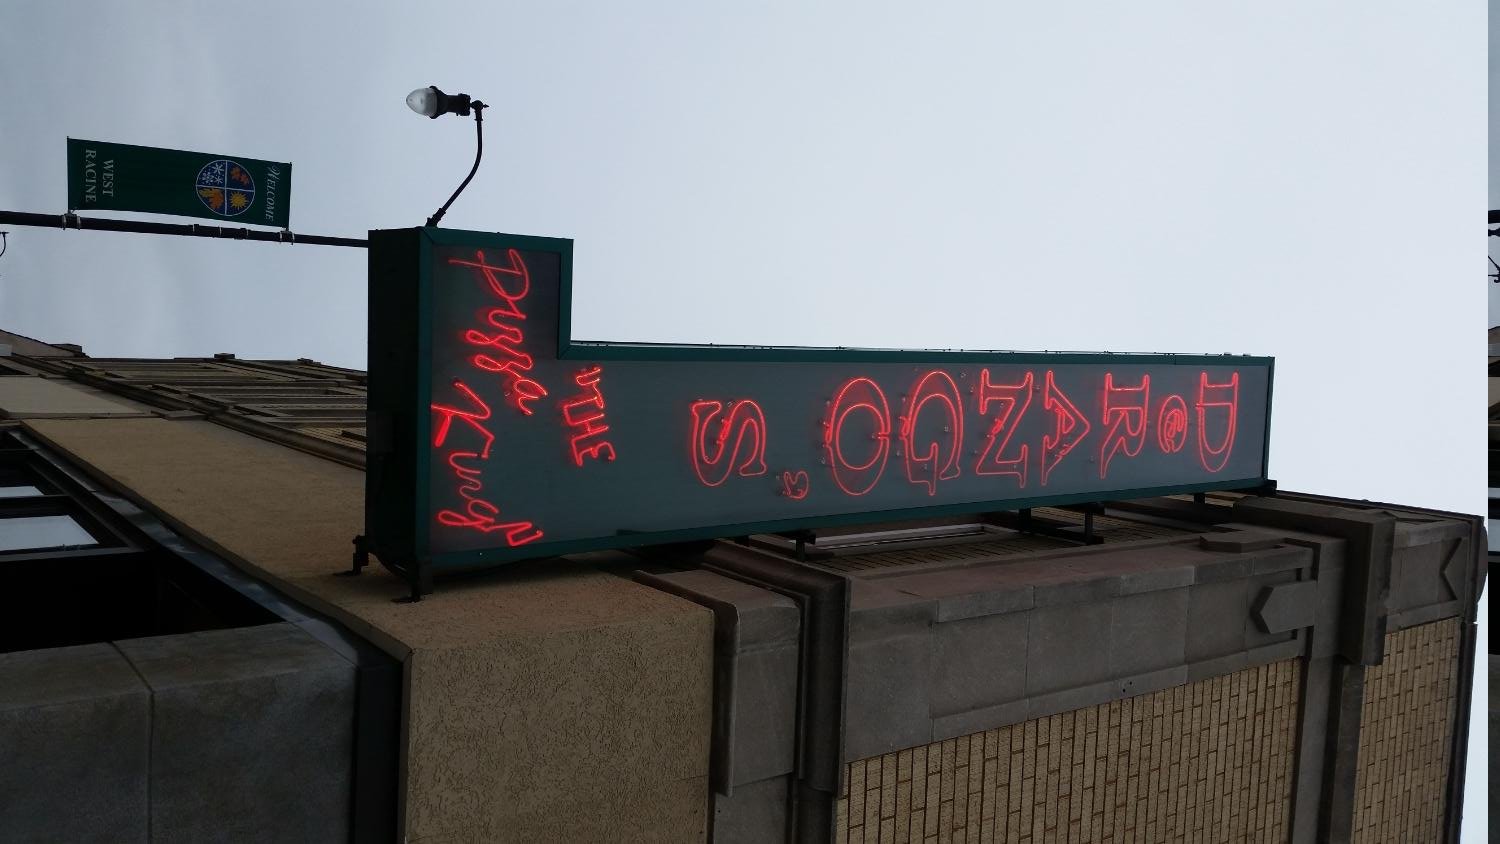 DeRANGO'S
"THE
Pizza
King"
WELCOME
WEST
RACINE